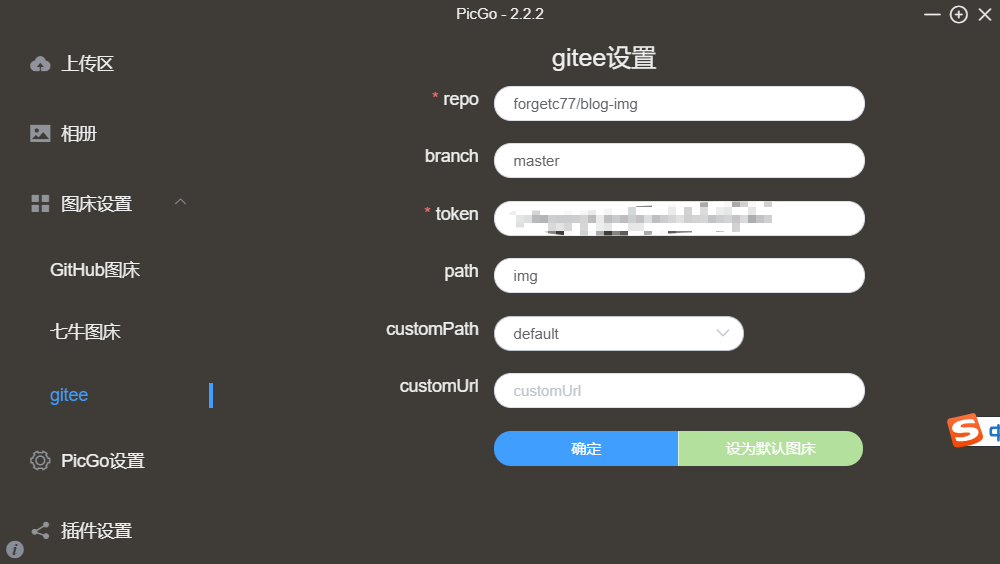 PicGo - 2.2.2
上传区
相册
图床设置
GitHub图床
七牛图床
gitee
PicGo设置
插件设置
gitee设置
* repo
forgetc77/blog-img
branch
master
* token
path
img
customPath
default
customUrl
customUrl
确定
设为默认图床